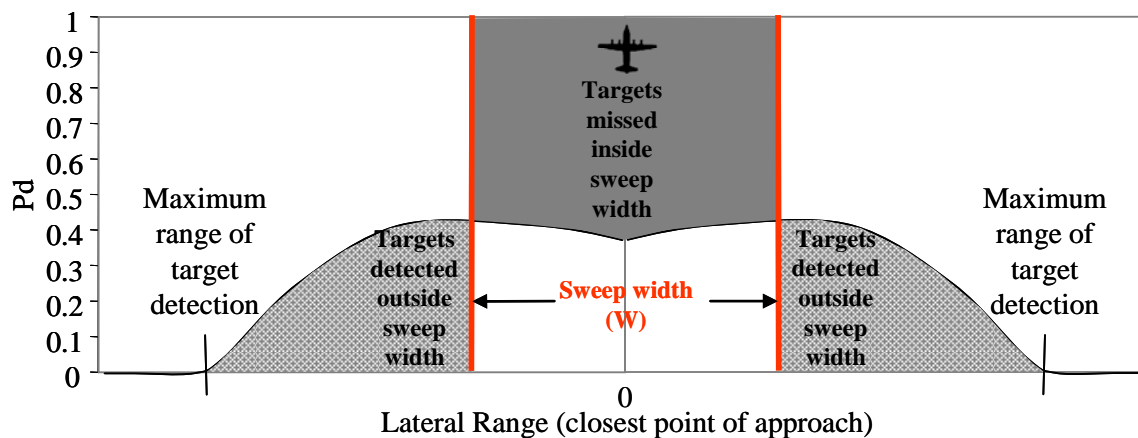 1
0.9
0.8
0.7
0.6
0.5
0.4
0.3
0.2
0.1
0
Pd
Maximum
range of
target
detection
Targets
detected
outside
sweep
width
Targets
missed
inside
sweep
width
Sweep width
(W)
Targets
detected
outside
sweep
width
Maximum
range of
target
detection
0
Lateral Range (closest point of approach)